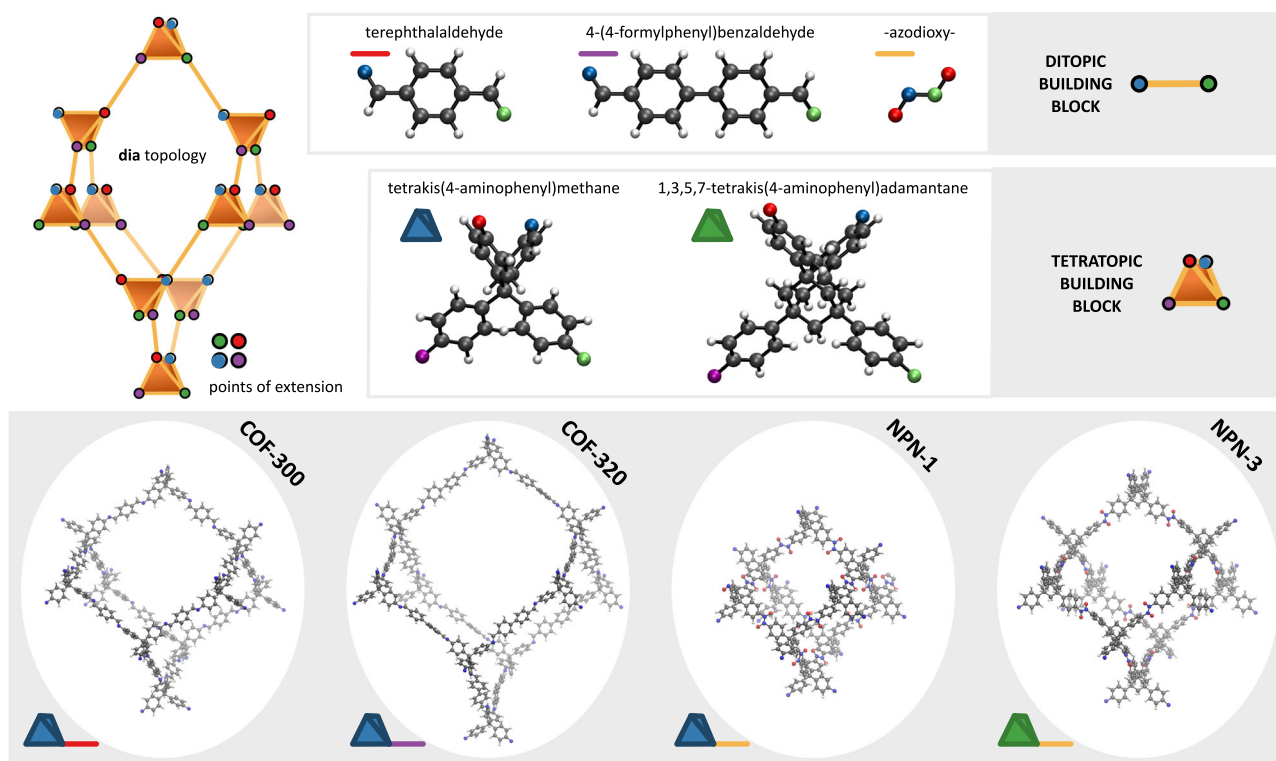 terephthalaldehyde
4-(4-formylphenyl)benzaldehyde
-azodioxy-
DITOPIC
BUILDING
BLOCK
dia topology
tetrakis(4-aminophenyl)methane
1,3,5,7-tetrakis(4-aminophenyl)adamantane
TETRATOPIC
BUILDING
BLOCK
points of extension
COF-300
COF-320
NPN-1
NPN-3